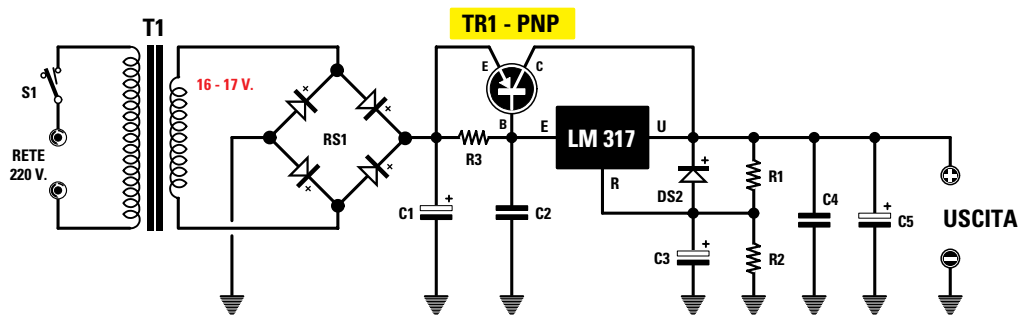 TR1 - PNP
T1
S1
16 - 17 V.
RETE
220 V.
RS1
E
C
B
R3
E
LM 317
U
R
C1
+
C2
DS2
+
R1
C3
+
R2
C4
C5
+
USCITA